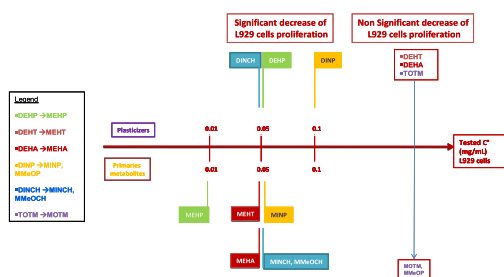 Significant decrease of
L929 cells proliferation
Non Significant decrease of
L929 cells proliferation
DINCH
DEHP
DINP
▪DEHT
▪DEHA
▪TOTM
Legend
▪DEHP →MEHP
▪DEHT →MEHT
▪DEHA →MEHA
▪DINP →MINP,
MMeOP
▪DINCH →MINCH,
MMeOCH
▪TOTM →MOTM
Plasticizers
0.01
0.05
0.1
Tested C°
(mg/mL)
L929 cells
Primaries
metabolites
0.01
0.05
0.1
MEHP
MEHT
MINP
MEHA
MINCH, MMeOCH
MOTM,
MMeOP